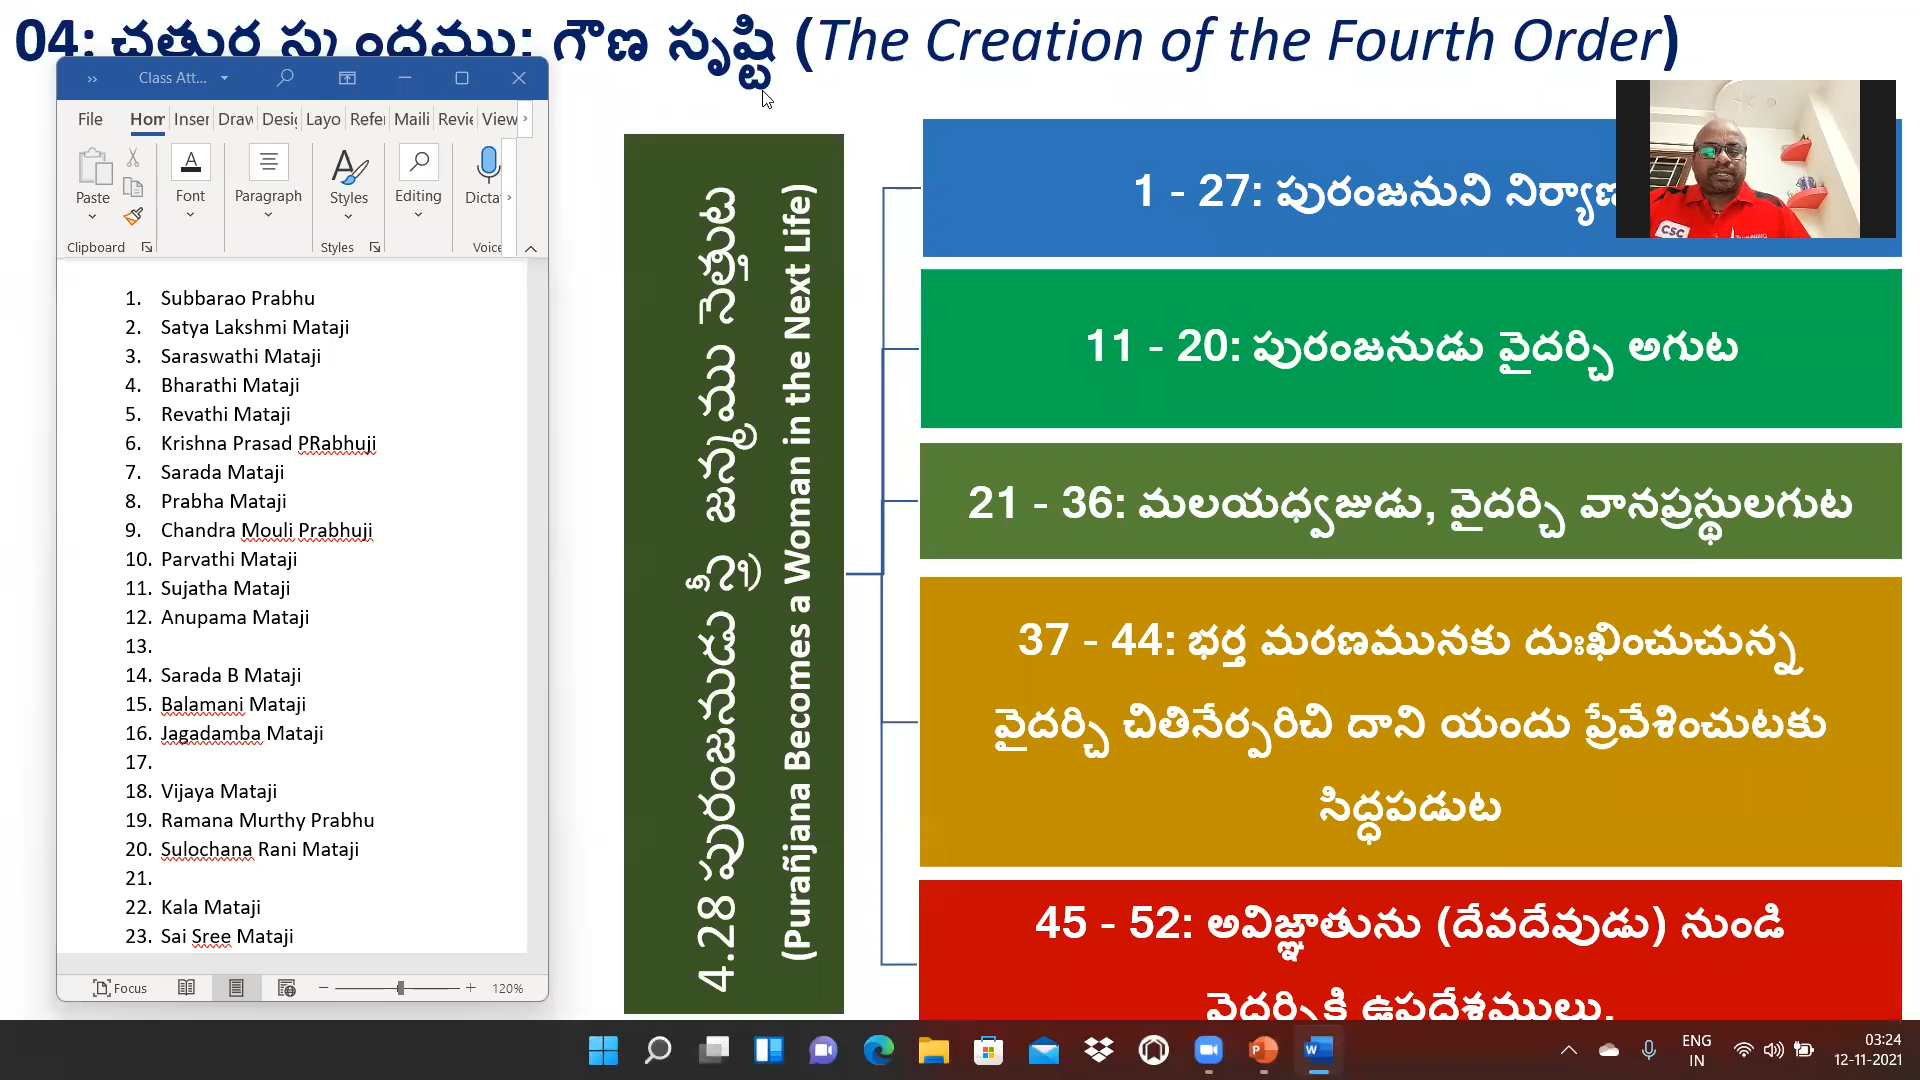 04: చతుర్థ స్కందము: గౌణ సృష్టి (The Creation of the Fourth Order)
Class Att...
File Hom Inser Drav Desig Layo Refe Maili Revie View
Paste Font Paragraph Styles Editing Dicta
Clipboard Styles Voice
1. Subbarao Prabhu
2. Satya Lakshmi Mataji
3. Saraswathi Mataji
4. Bharathi Mataji
5. Revathi Mataji
6. Krishna Prasad PRabhuji
7. Sarada Mataji
8. Prabha Mataji
9. Chandra Mouli Prabhuji
10. Parvathi Mataji
11. Sujatha Mataji
12. Anupama Mataji
13.
14. Sarada B Mataji
15. Balamani Mataji
16. Jagadamba Mataji
17.
18. Vijaya Mataji
19. Ramana Murthy Prabhu
20. Sulochana Rani Mataji
21.
22. Kala Mataji
23. Sai Sree Mataji
Focus 120%
4.28 పురంజనుడు స్త్రీ జన్మము నెత్తుట
(Purañjana Becomes a Woman in the Next Life)
1 - 27: పురంజనుని నిర్యాణ
11 - 20: పురంజనుడు వైదర్భి అగుట
21 - 36: మలయధ్వజుడు, వైదర్భి వానప్రస్థులగుట
37 - 44: భర్త మరణమునకు దుఃఖించుచున్న
వైదర్భి చితినేర్పరిచి దాని యందు ప్రేవేశించుటకు
సిద్ధపడుట
45 - 52: అవిజ్ఞాతును (దేవదేవుడు) నుండి
వైదర్భికి ఉపదేశములు.
CSC
ENG
IN
03:24
12-11-2021